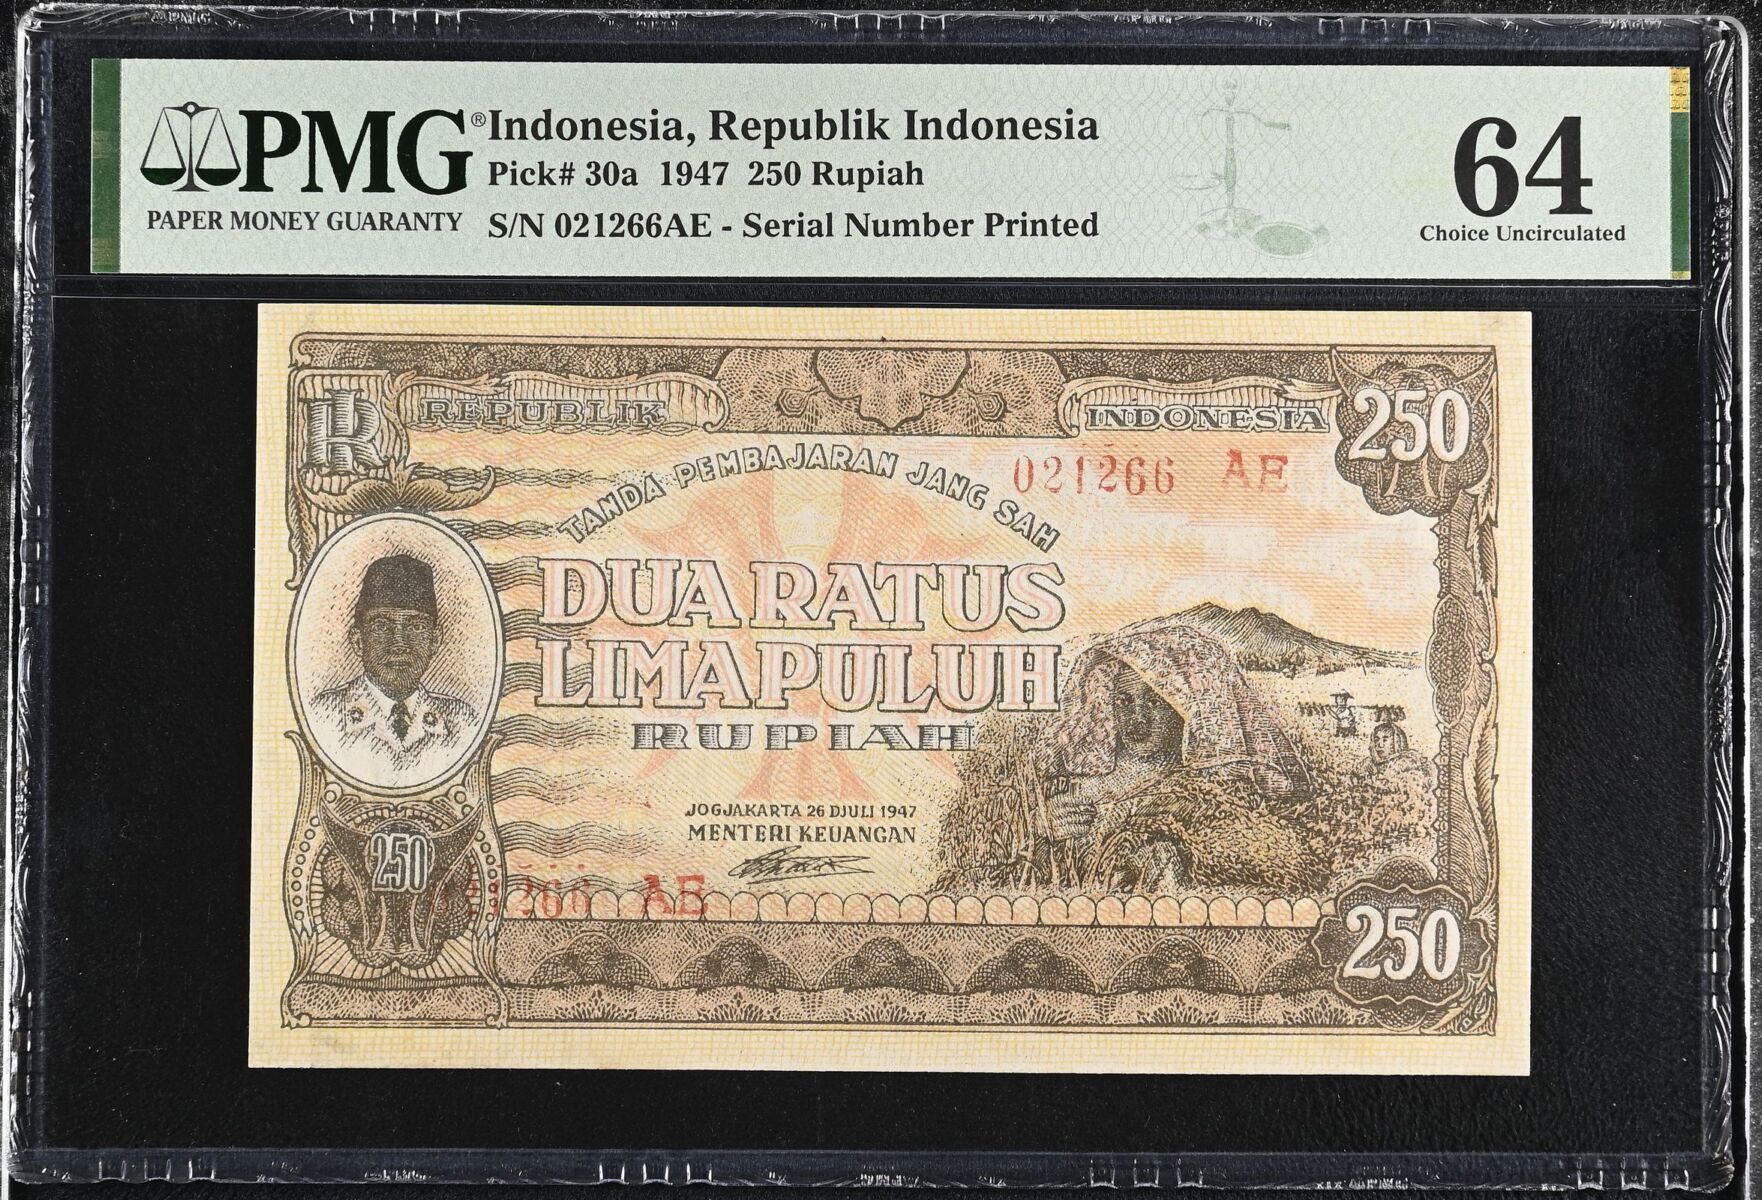 PMG®
PAPER MONEY GUARANTY
Indonesia, Republik Indonesia
Pick# 30a 1947 250 Rupiah
S/N 021266AE - Serial Number Printed
64
Choice Uncirculated
REPUBLIK
INDONESIA
250
TANDA PEMBAJARAN JANG SAH
021266 AE
DUA RATUS
LIMA PULUH
RUPIAH
JOGJAKARTA 26 DJULI 1947
MENTERI KEUANGAN
250
021266 AE
250